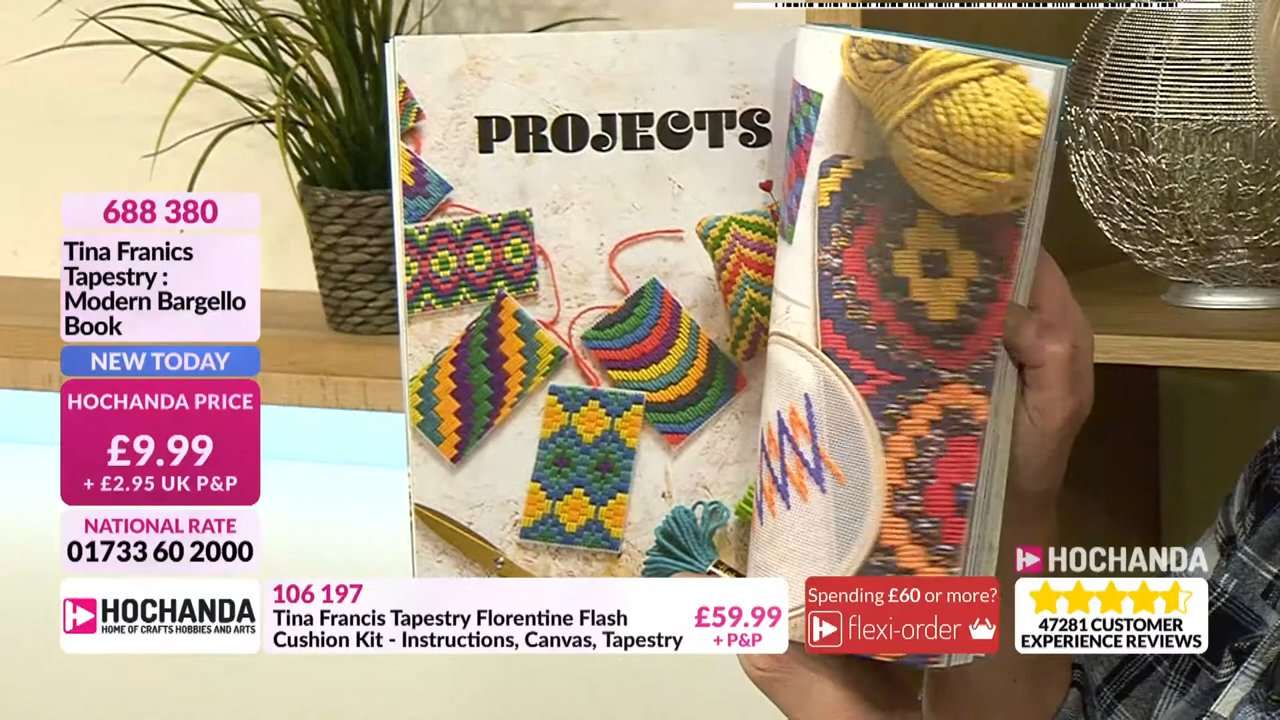 PROJECTS
688 380
Tina Franics
Tapestry :
Modern Bargello
Book
NEW TODAY
HOCHANDA PRICE
£9.99
+ £2.95 UK P&P
NATIONAL RATE
01733 60 2000
HOCHANDA
HOME OF CRAFTS HOBBIES AND ARTS
106 197
Tina Francis Tapestry Florentine Flash
Cushion Kit - Instructions, Canvas, Tapestry
£59.99
+ P&P
Spending £60 or more?
flexi-order
HOCHANDA
47281 CUSTOMER
EXPERIENCE REVIEWS